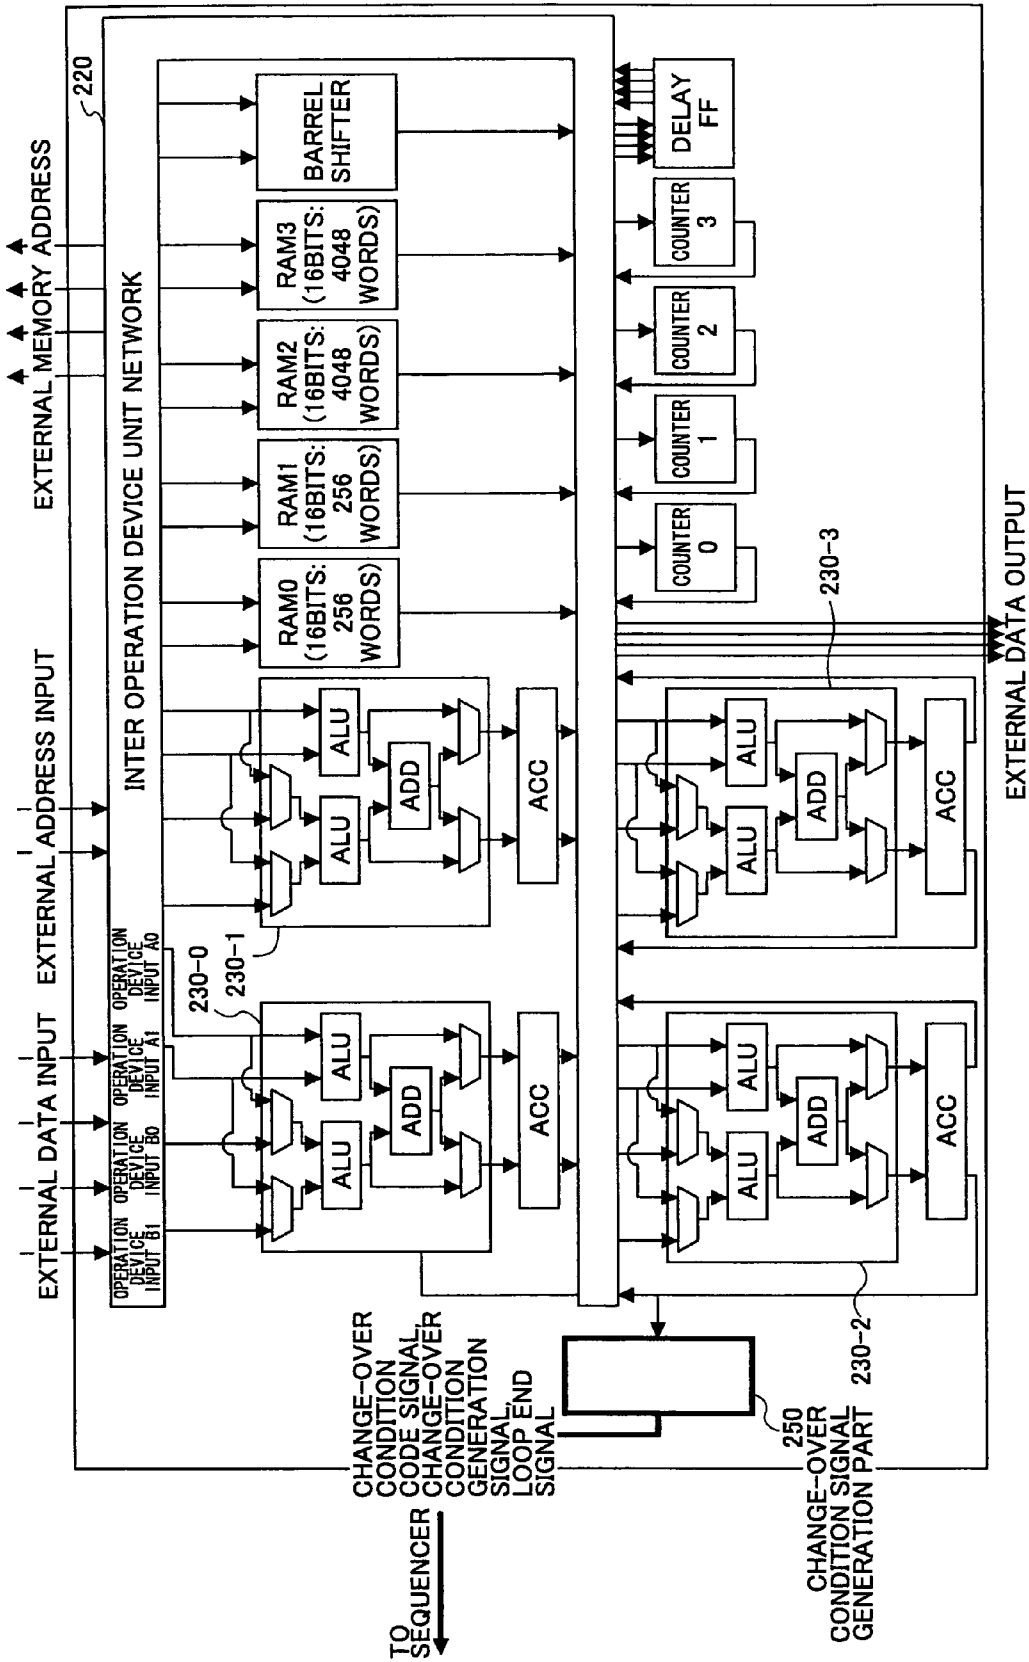 EXTERNAL DATA INPUT
EXTERNAL ADDRESS INPUT
EXTERNAL MEMORY ADDRESS
220
INTER OPERATION DEVICE UNIT NETWORK
OPERATION
DEVICE
INPUT B1
OPERATION
DEVICE
INPUT B0
OPERATION
DEVICE
INPUT A1
OPERATION
DEVICE
INPUT A0
230-0
230-1
ALU
ALU
ADD
ACC
ALU
ALU
ADD
ACC
RAM0
(16BITS:
256
WORDS)
RAM1
(16BITS:
256
WORDS)
RAM2
(16BITS:
4048
WORDS)
RAM3
(16BITS:
4048
WORDS)
BARREL
SHIFTER
TO
SEQUENCER
CHANGE-OVER
CONDITION
CODE SIGNAL,
CHANGE-OVER
CONDITION
GENERATION
SIGNAL,
LOOP END
SIGNAL
250
CHANGE-OVER
CONDITION SIGNAL
GENERATION PART
230-2
ALU
ALU
ADD
ACC
230-3
ALU
ALU
ADD
ACC
COUNTER
0
COUNTER
1
COUNTER
2
COUNTER
3
DELAY
FF
EXTERNAL DATA OUTPUT